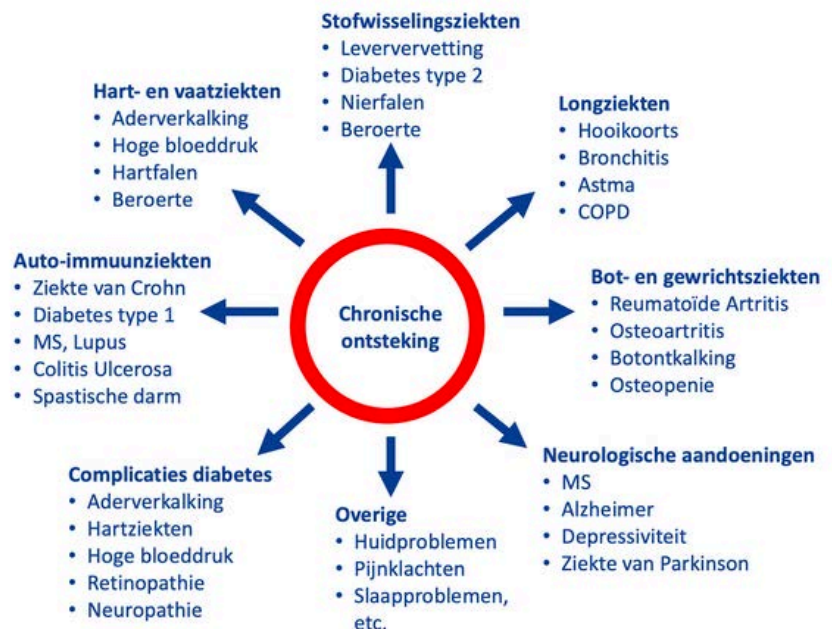 Stofwisselingsziekten
• Leververvetting
• Diabetes type 2
• Nierfalen
• Beroerte
Hart- en vaatziekten
• Aderverkalking
• Hoge bloeddruk
• Hartfalen
• Beroerte
Longziekten
• Hooikoorts
• Bronchitis
• Astma
• COPD
Auto-immuunziekten
• Ziekte van Crohn
• Diabetes type 1
• MS, Lupus
• Colitis Ulcerosa
• Spastische darm
Chronische
ontsteking
Bot- en gewrichtsziekten
• Reumatoïde Artritis
• Osteoartritis
• Botontkalking
• Osteopenie
Complicaties diabetes
• Aderverkalking
• Hartziekten
• Hoge bloeddruk
• Retinopathie
• Neuropathie
Overige
• Huidproblemen
• Pijnklachten
• Slaapproblemen,
etc.
Neurologische aandoeningen
• MS
• Alzheimer
• Depressiviteit
• Ziekte van Parkinson